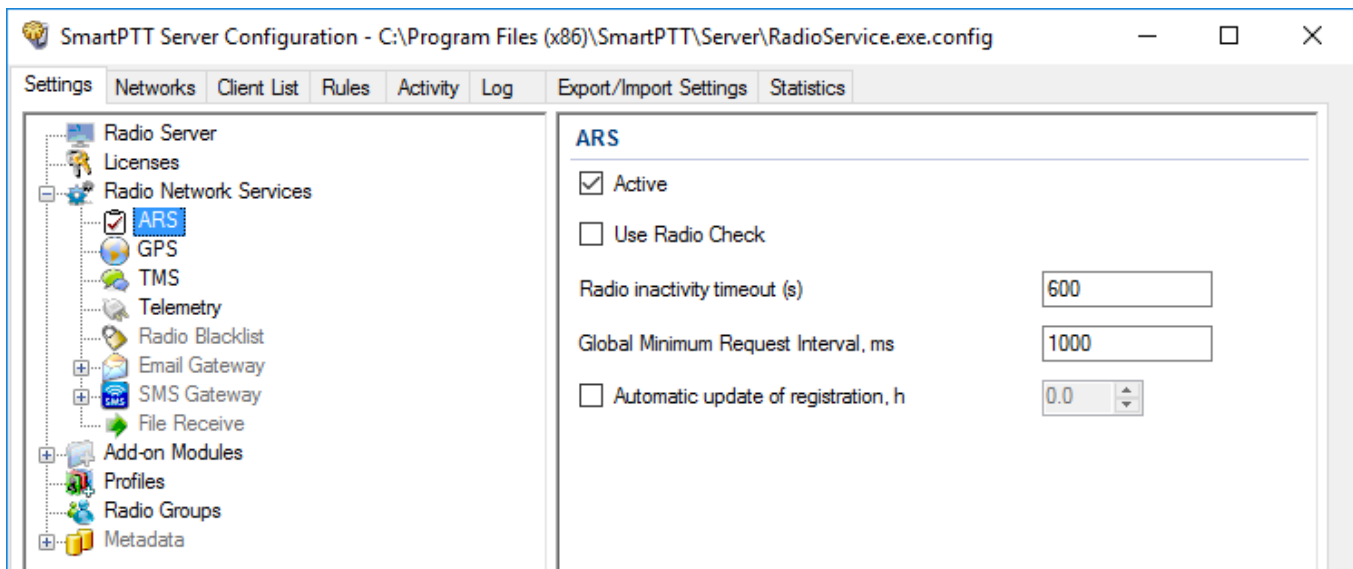 SmartPTT Server Configuration - C:\Program Files (x86)\SmartPTT\Server\RadioService.exe.config
Settings Networks Client List Rules Activity Log Export/Import Settings Statistics
Radio Server
Licenses
Radio Network Services
ARS
GPS
TMS
Telemetry
Radio Blacklist
Email Gateway
SMS
SMS Gateway
File Receive
Add-on Modules
Profiles
Radio Groups
Metadata
ARS
Active
Use Radio Check
Radio inactivity timeout (s) 600
Global Minimum Request Interval, ms 1000
Automatic update of registration, h 0.0